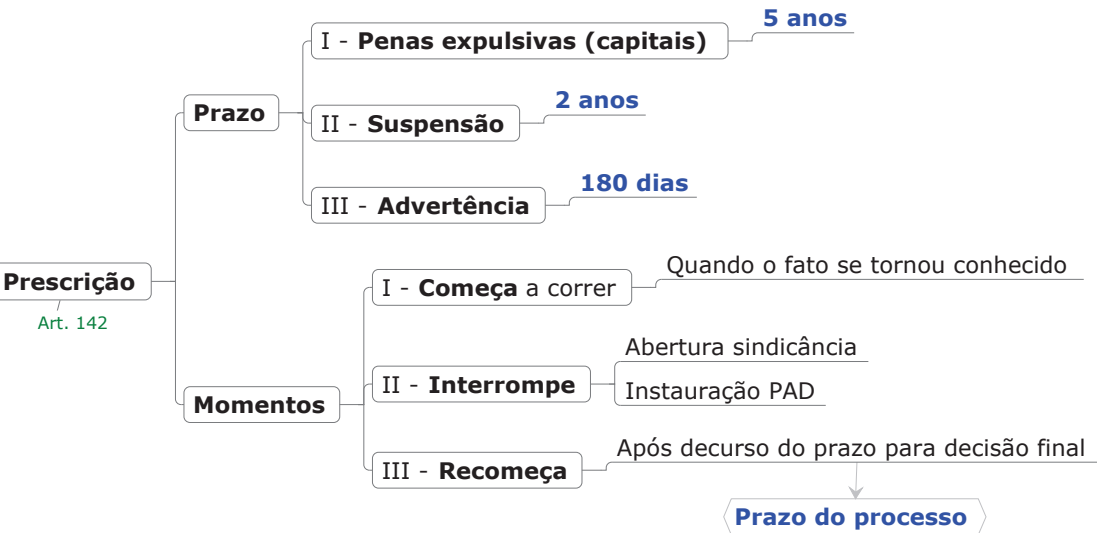 Prescrição
Art. 142
Prazo
I - Penas expulsivas (capitais)
5 anos
II - Suspensão
2 anos
III - Advertência
180 dias
Momentos
I - Começa a correr
Quando o fato se tornou conhecido
II - Interrompe
Abertura sindicância
Instauração PAD
III - Recomeça
Após decurso do prazo para decisão final
Prazo do processo